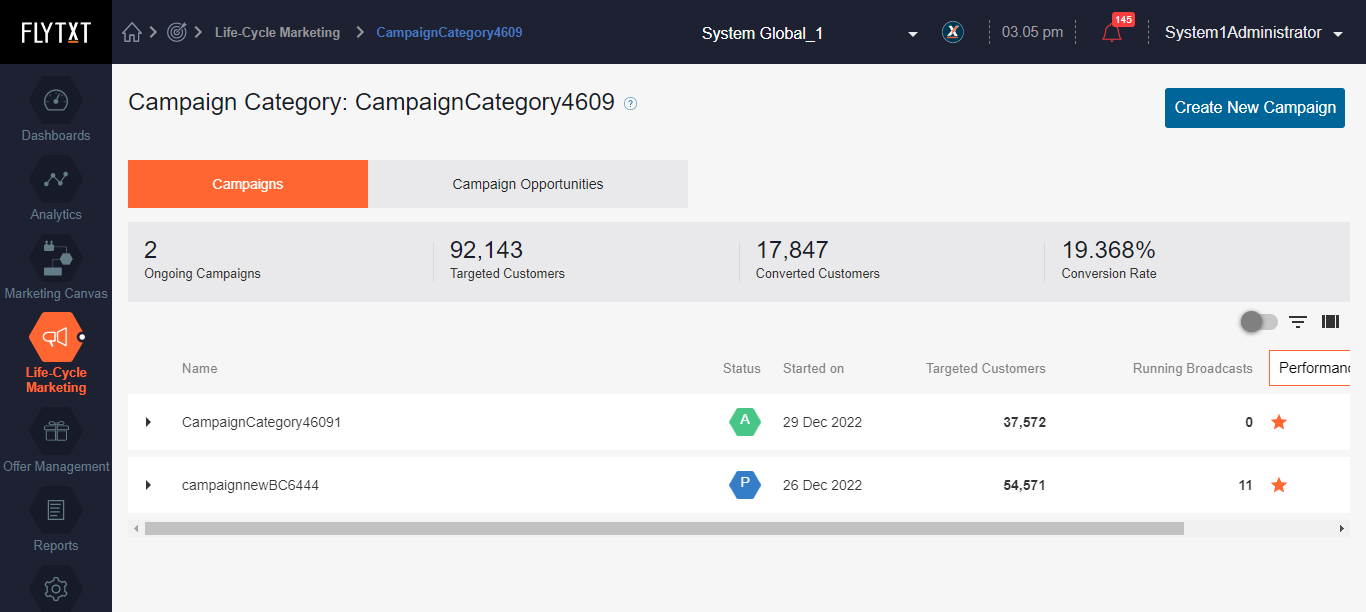 FLYTXT
Life-Cycle Marketing
CampaignCategory4609
System Global_1
X
03.05 pm
145
System1Administrator
Dashboards
Analytics
Marketing Canvas
Life-Cycle
Marketing
Offer Management
Reports
Campaign Category: CampaignCategory4609 ?
Create New Campaign
Campaigns
Campaign Opportunities
2
Ongoing Campaigns
92,143
Targeted Customers
17,847
Converted Customers
19.368%
Conversion Rate
Name Status Started on Targeted Customers Running Broadcasts Performanc
CampaignCategory46091 A 29 Dec 2022 37,572 0
campaignnewBC6444 P 26 Dec 2022 54,571 11